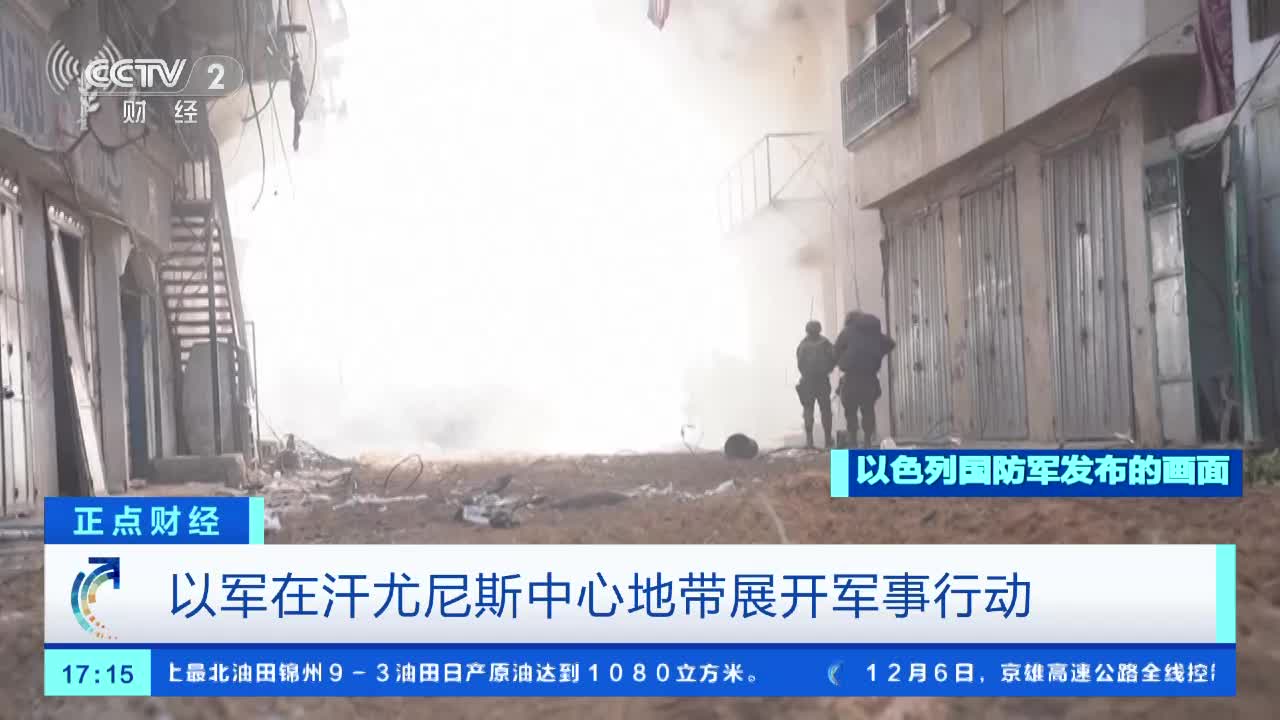 CCTV 2
财 经
以色列国防军发布的画面
正点财经
以军在汗尤尼斯中心地带展开军事行动
17:15 上最北油田锦州9-3油田日产原油达到1080立方米。 12月6日，京雄高速公路全线控